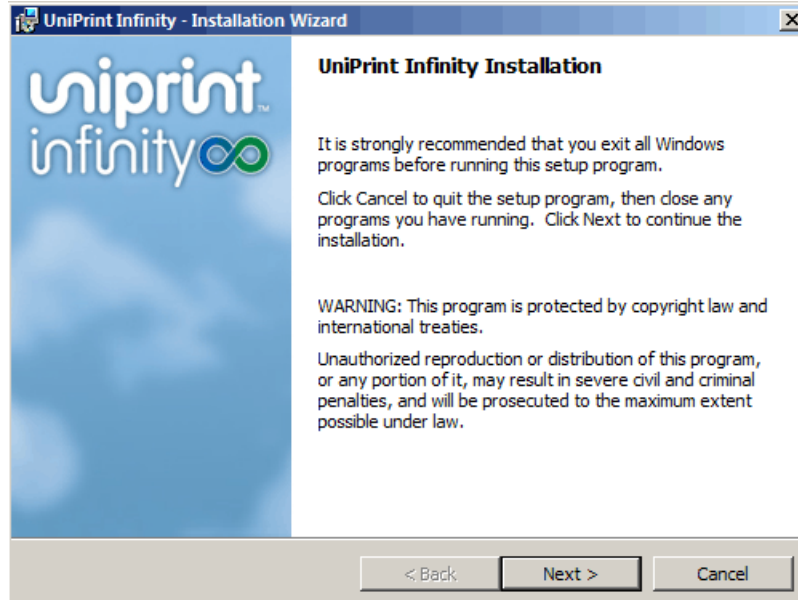 UniPrint Infinity - Installation Wizard
uniprint™
infinity
UniPrint Infinity Installation
It is strongly recommended that you exit all Windows
programs before running this setup program.
Click Cancel to quit the setup program, then close any
programs you have running.  Click Next to continue the
installation.
WARNING: This program is protected by copyright law and
international treaties.
Unauthorized reproduction or distribution of this program,
or any portion of it, may result in severe civil and criminal
penalties, and will be prosecuted to the maximum extent
possible under law.
< Back
Next >
Cancel